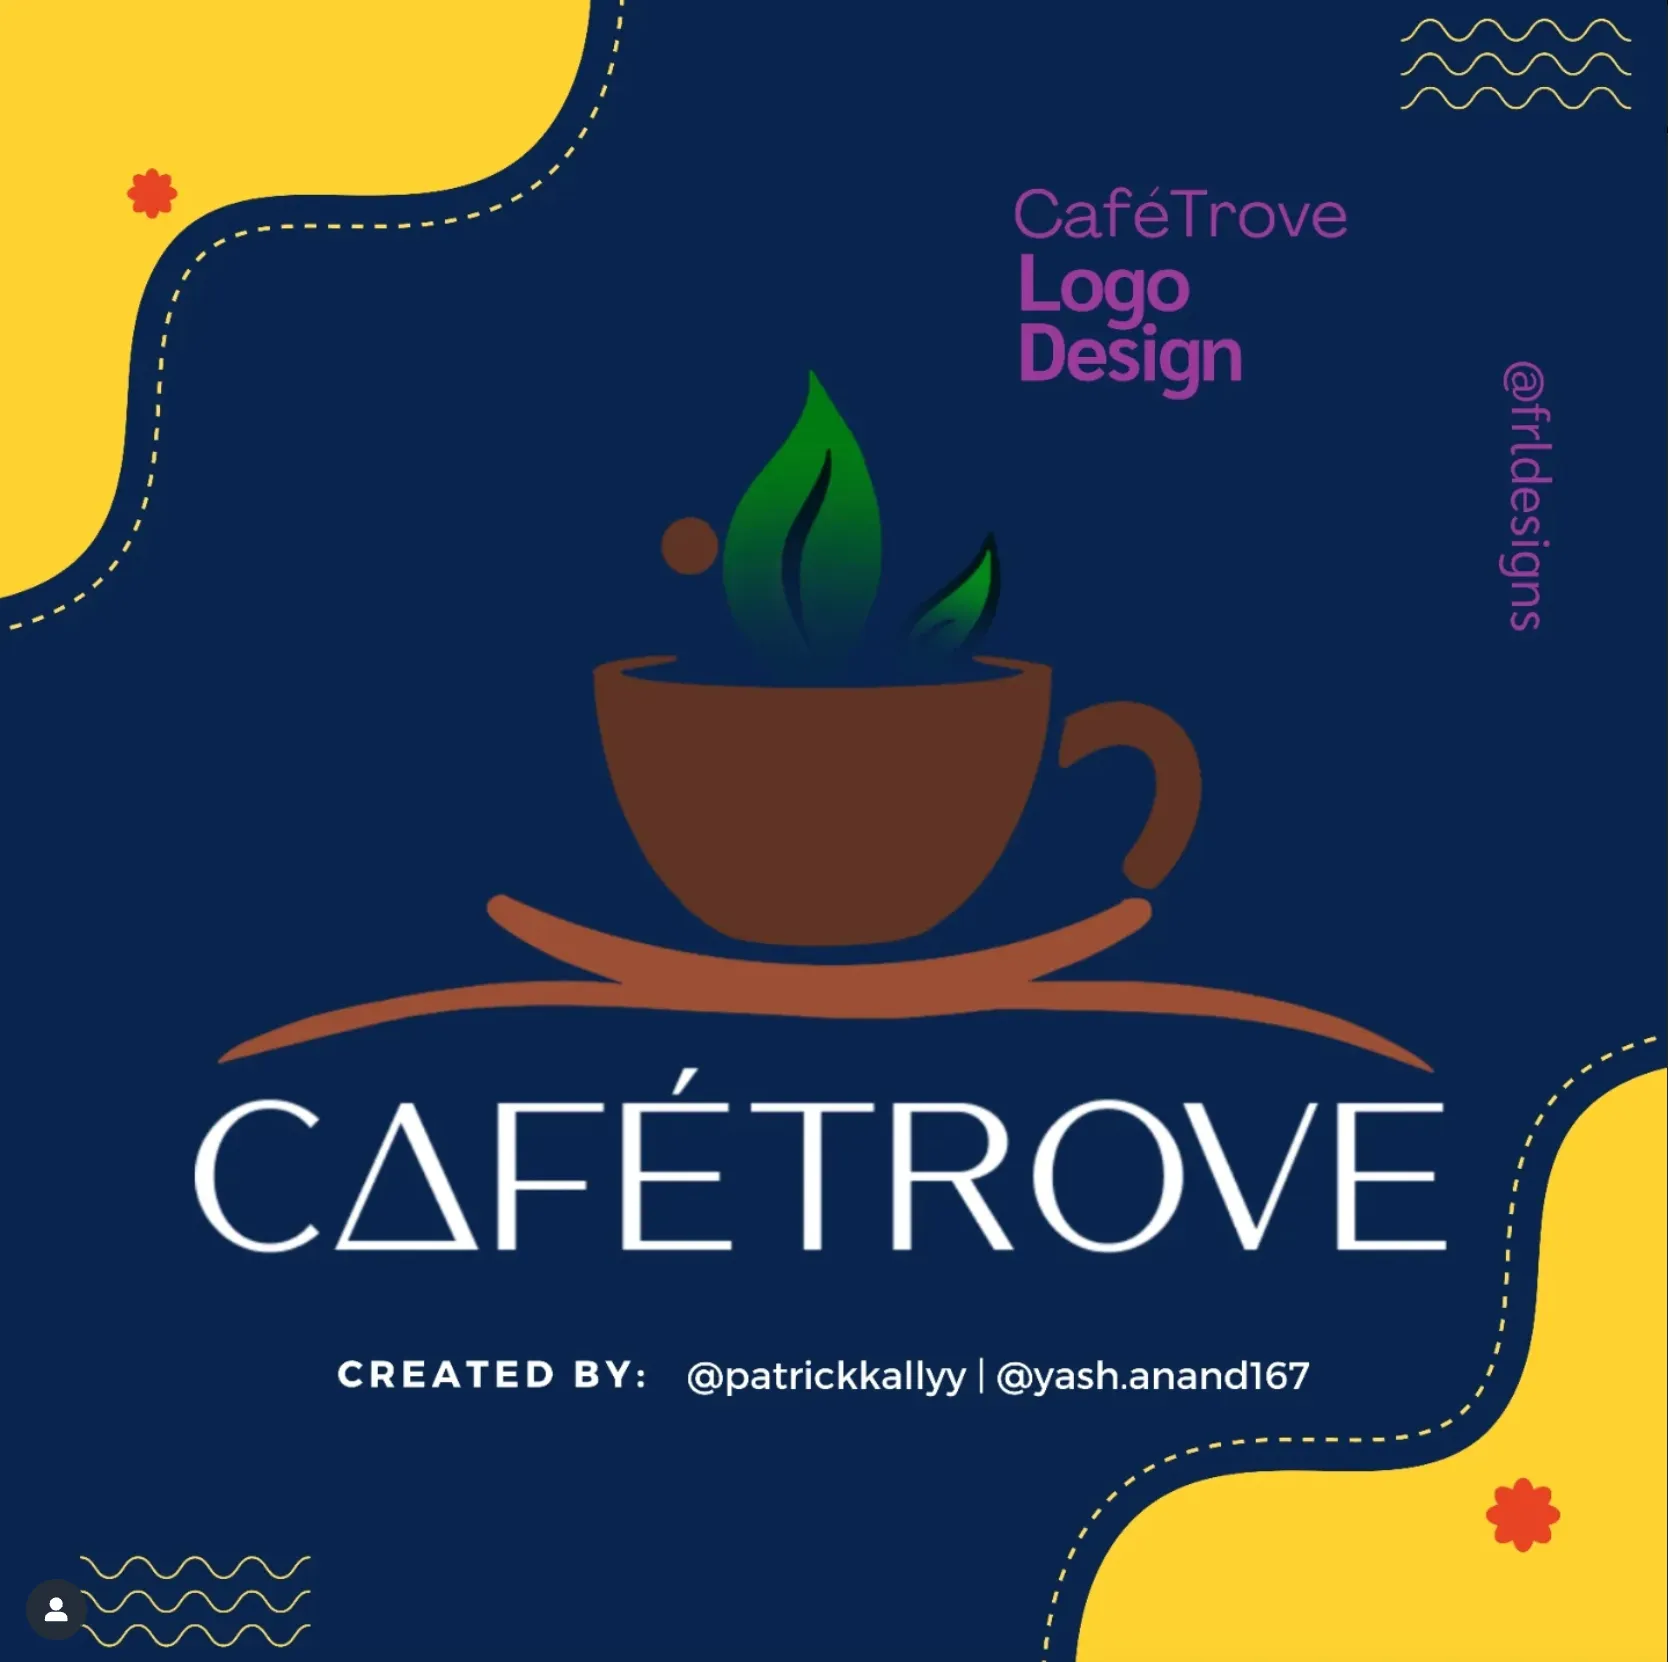 CaféTrove
Logo
Design
@frldesigns
CAFÉTROVE
CREATED BY: @patrickkallyy | @yash.anand167